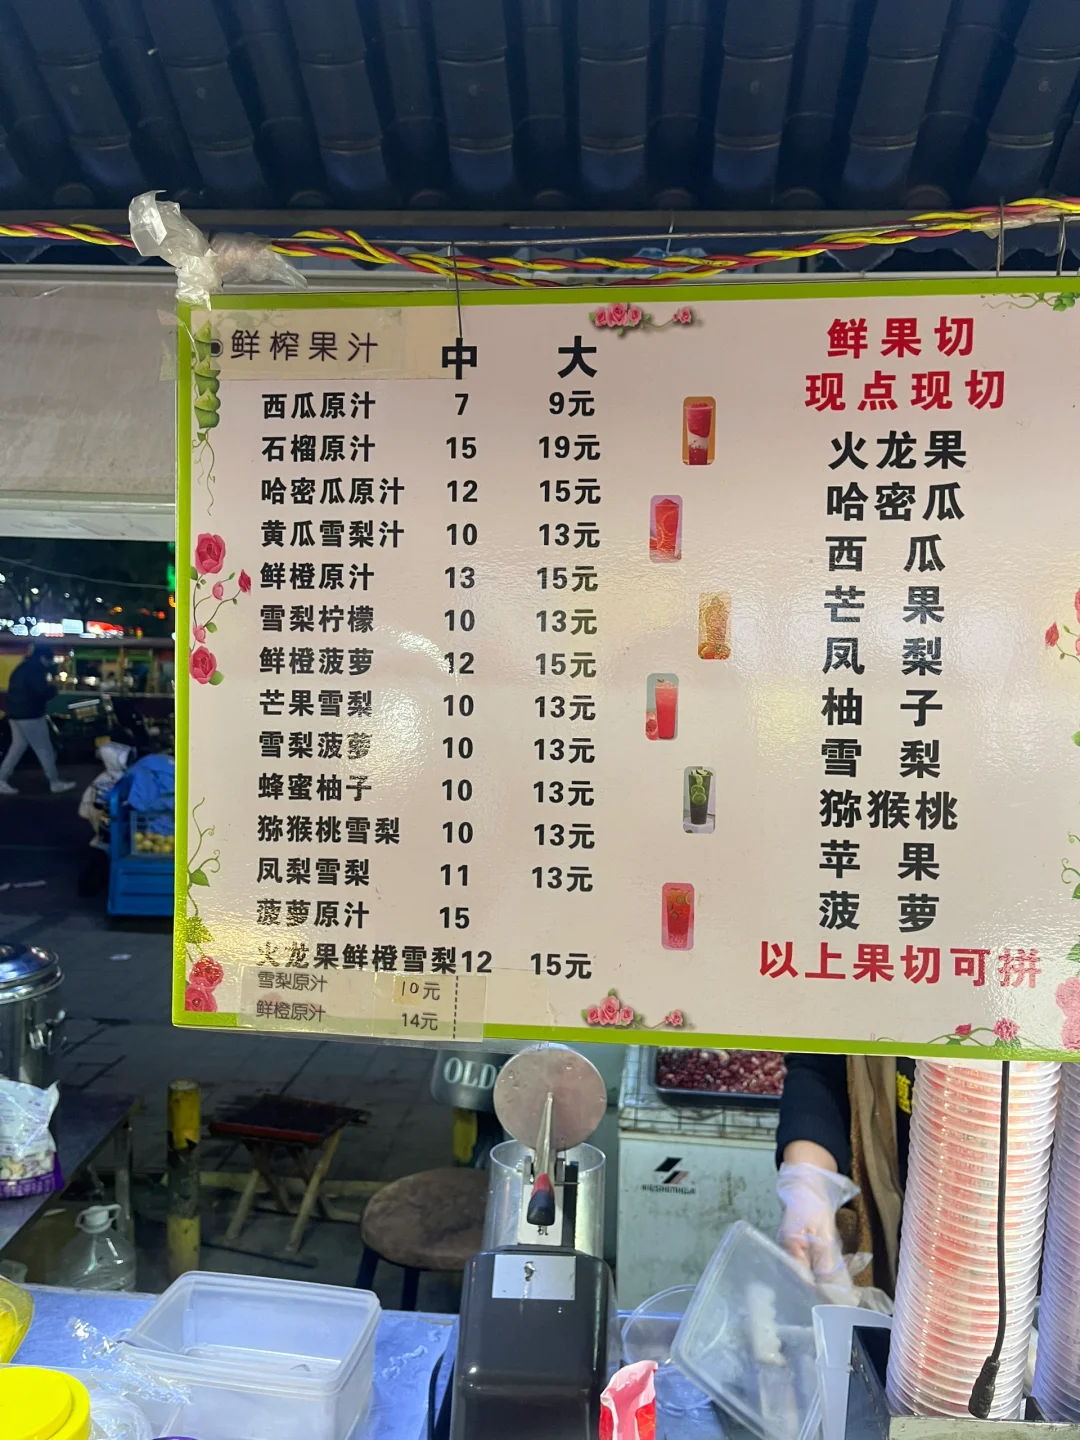 鲜榨果汁
中 大
西瓜原汁 7 9元
石榴原汁 15 19元
哈密瓜原汁 12 15元
黄瓜雪梨汁 10 13元
鲜橙原汁 13 15元
雪梨柠檬 10 13元
鲜橙菠萝 12 15元
芒果雪梨 10 13元
雪梨菠萝 10 13元
蜂蜜柚子 10 13元
猕猴桃雪梨 10 13元
凤梨雪梨 11 13元
菠萝原汁 15
火龙果鲜橙雪梨12 15元
雪梨原汁 10元
鲜橙原汁 14元
鲜果切
现点现切
火龙果
哈密瓜
西瓜
芒果
凤梨
柚子
雪梨
猕猴桃
苹果
菠萝
以上果切可拼
OLD